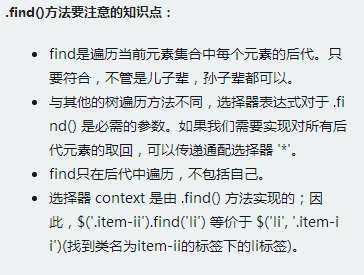 .find()方法要注意的知识点：
find是遍历当前元素集合中每个元素的后代。只
要符合，不管是儿子辈，孙子辈都可以。
与其他的树遍历方法不同，选择器表达式对于 .fi
nd() 是必需的参数。如果我们需要实现对所有后
代元素的取回，可以传递通配选择器 '*'。
find只在后代中遍历，不包括自己。
选择器 context 是由 .find() 方法实现的；因
此，$('.item-ii').find('li') 等价于 $('li', '.item-i
i')(找到类名为item-ii的标签下的li标签)。